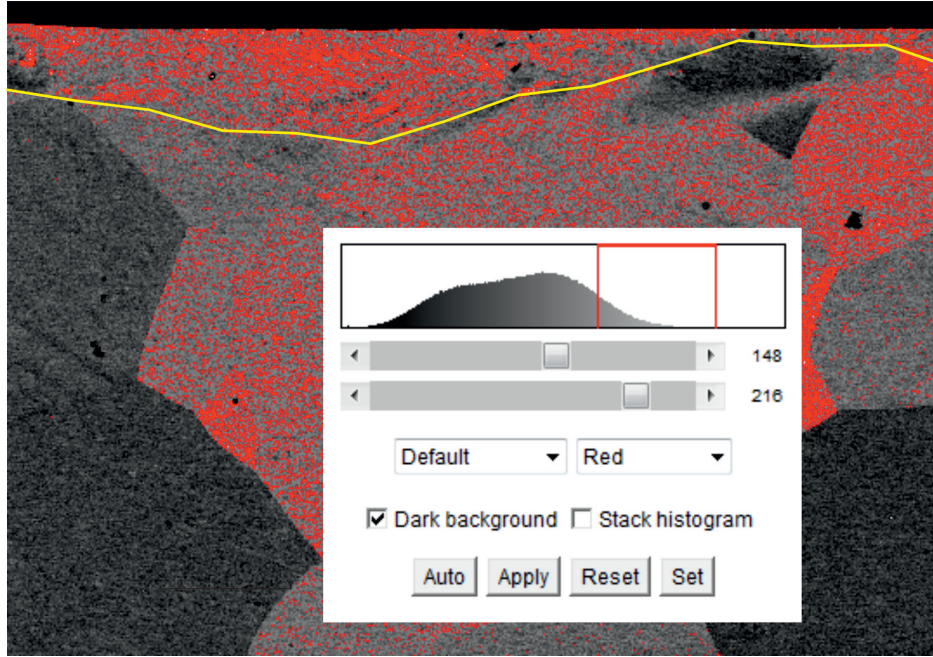 148
216
Default Red
Dark background Stack histogram
Auto Apply Reset Set